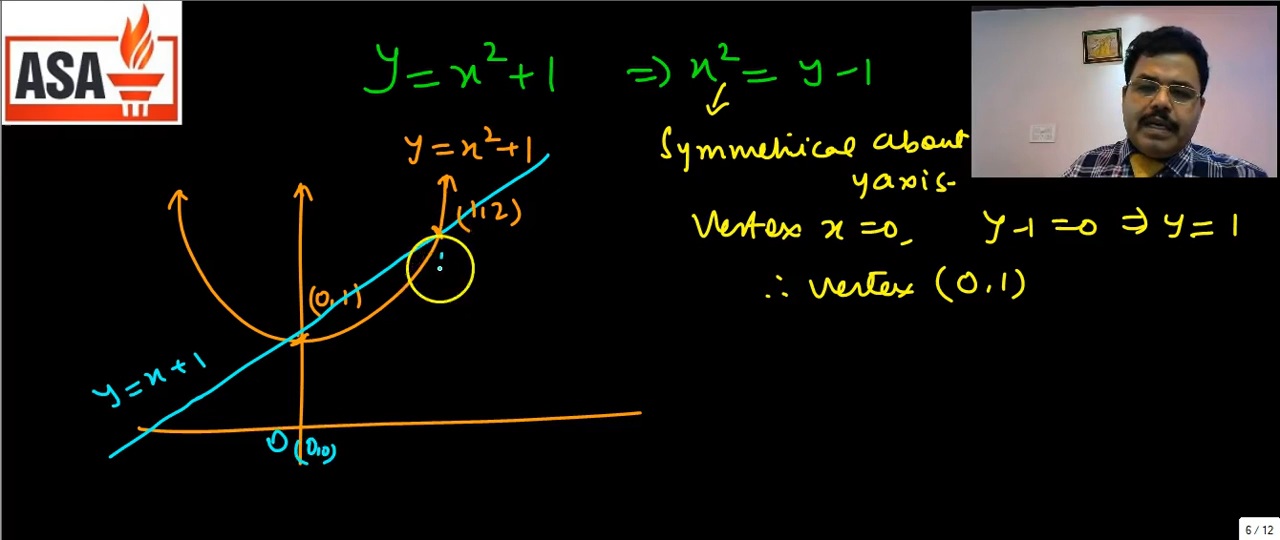 ASA
y = x² + 1 ⇒ x² = y - 1
y = x² + 1
Symmetrical about
y axis.
(1,2)
Vertex x = 0, y - 1 = 0 ⇒ y = 1
∴ Vertex (0,1)
(0,1)
y = x + 1
O (0,0)
6 / 12